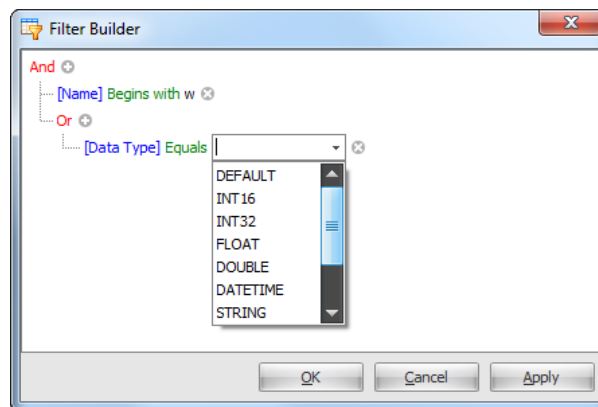 Filter Builder
And
[Name] Begins with w
Or
[Data Type] Equals
DEFAULT
INT16
INT32
FLOAT
DOUBLE
DATETIME
STRING
OK Cancel Apply